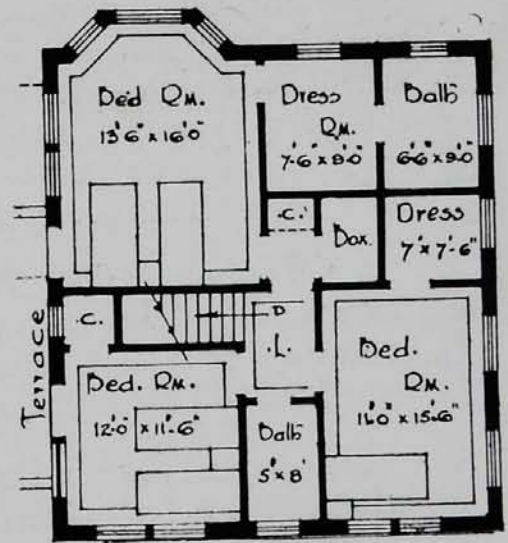 Bed Rm.
13'6" x 16'0"
Dress
Rm.
7'-6" x 9'0"
Bath
6'6" x 9'0"
.C.
Box.
Dress
7' x 7'-6"
.C.
D
.L.
Terrace
Bed. Rm.
12'0" x 11'-6"
Bath
5' x 8'
Bed.
Rm.
11'0" x 15'-6"